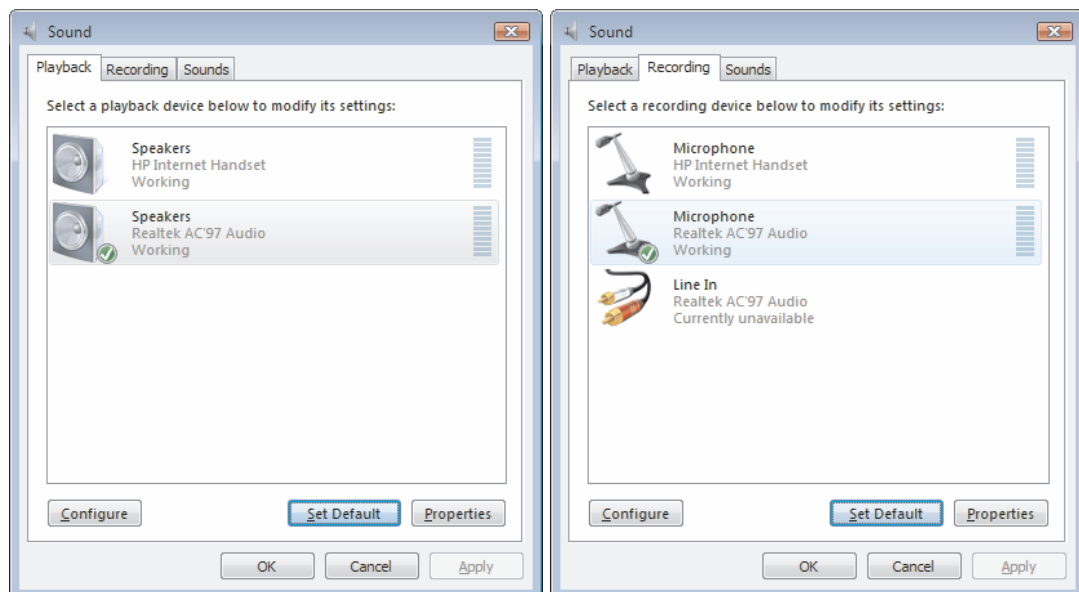 Sound
Playback Recording Sounds
Select a playback device below to modify its settings:
Speakers
HP Internet Handset
Working
Speakers
Realtek AC'97 Audio
Working
Configure Set Default Properties
OK Cancel Apply
Sound
Playback Recording Sounds
Select a recording device below to modify its settings:
Microphone
HP Internet Handset
Working
Microphone
Realtek AC'97 Audio
Working
Line In
Realtek AC'97 Audio
Currently unavailable
Configure Set Default Properties
OK Cancel Apply